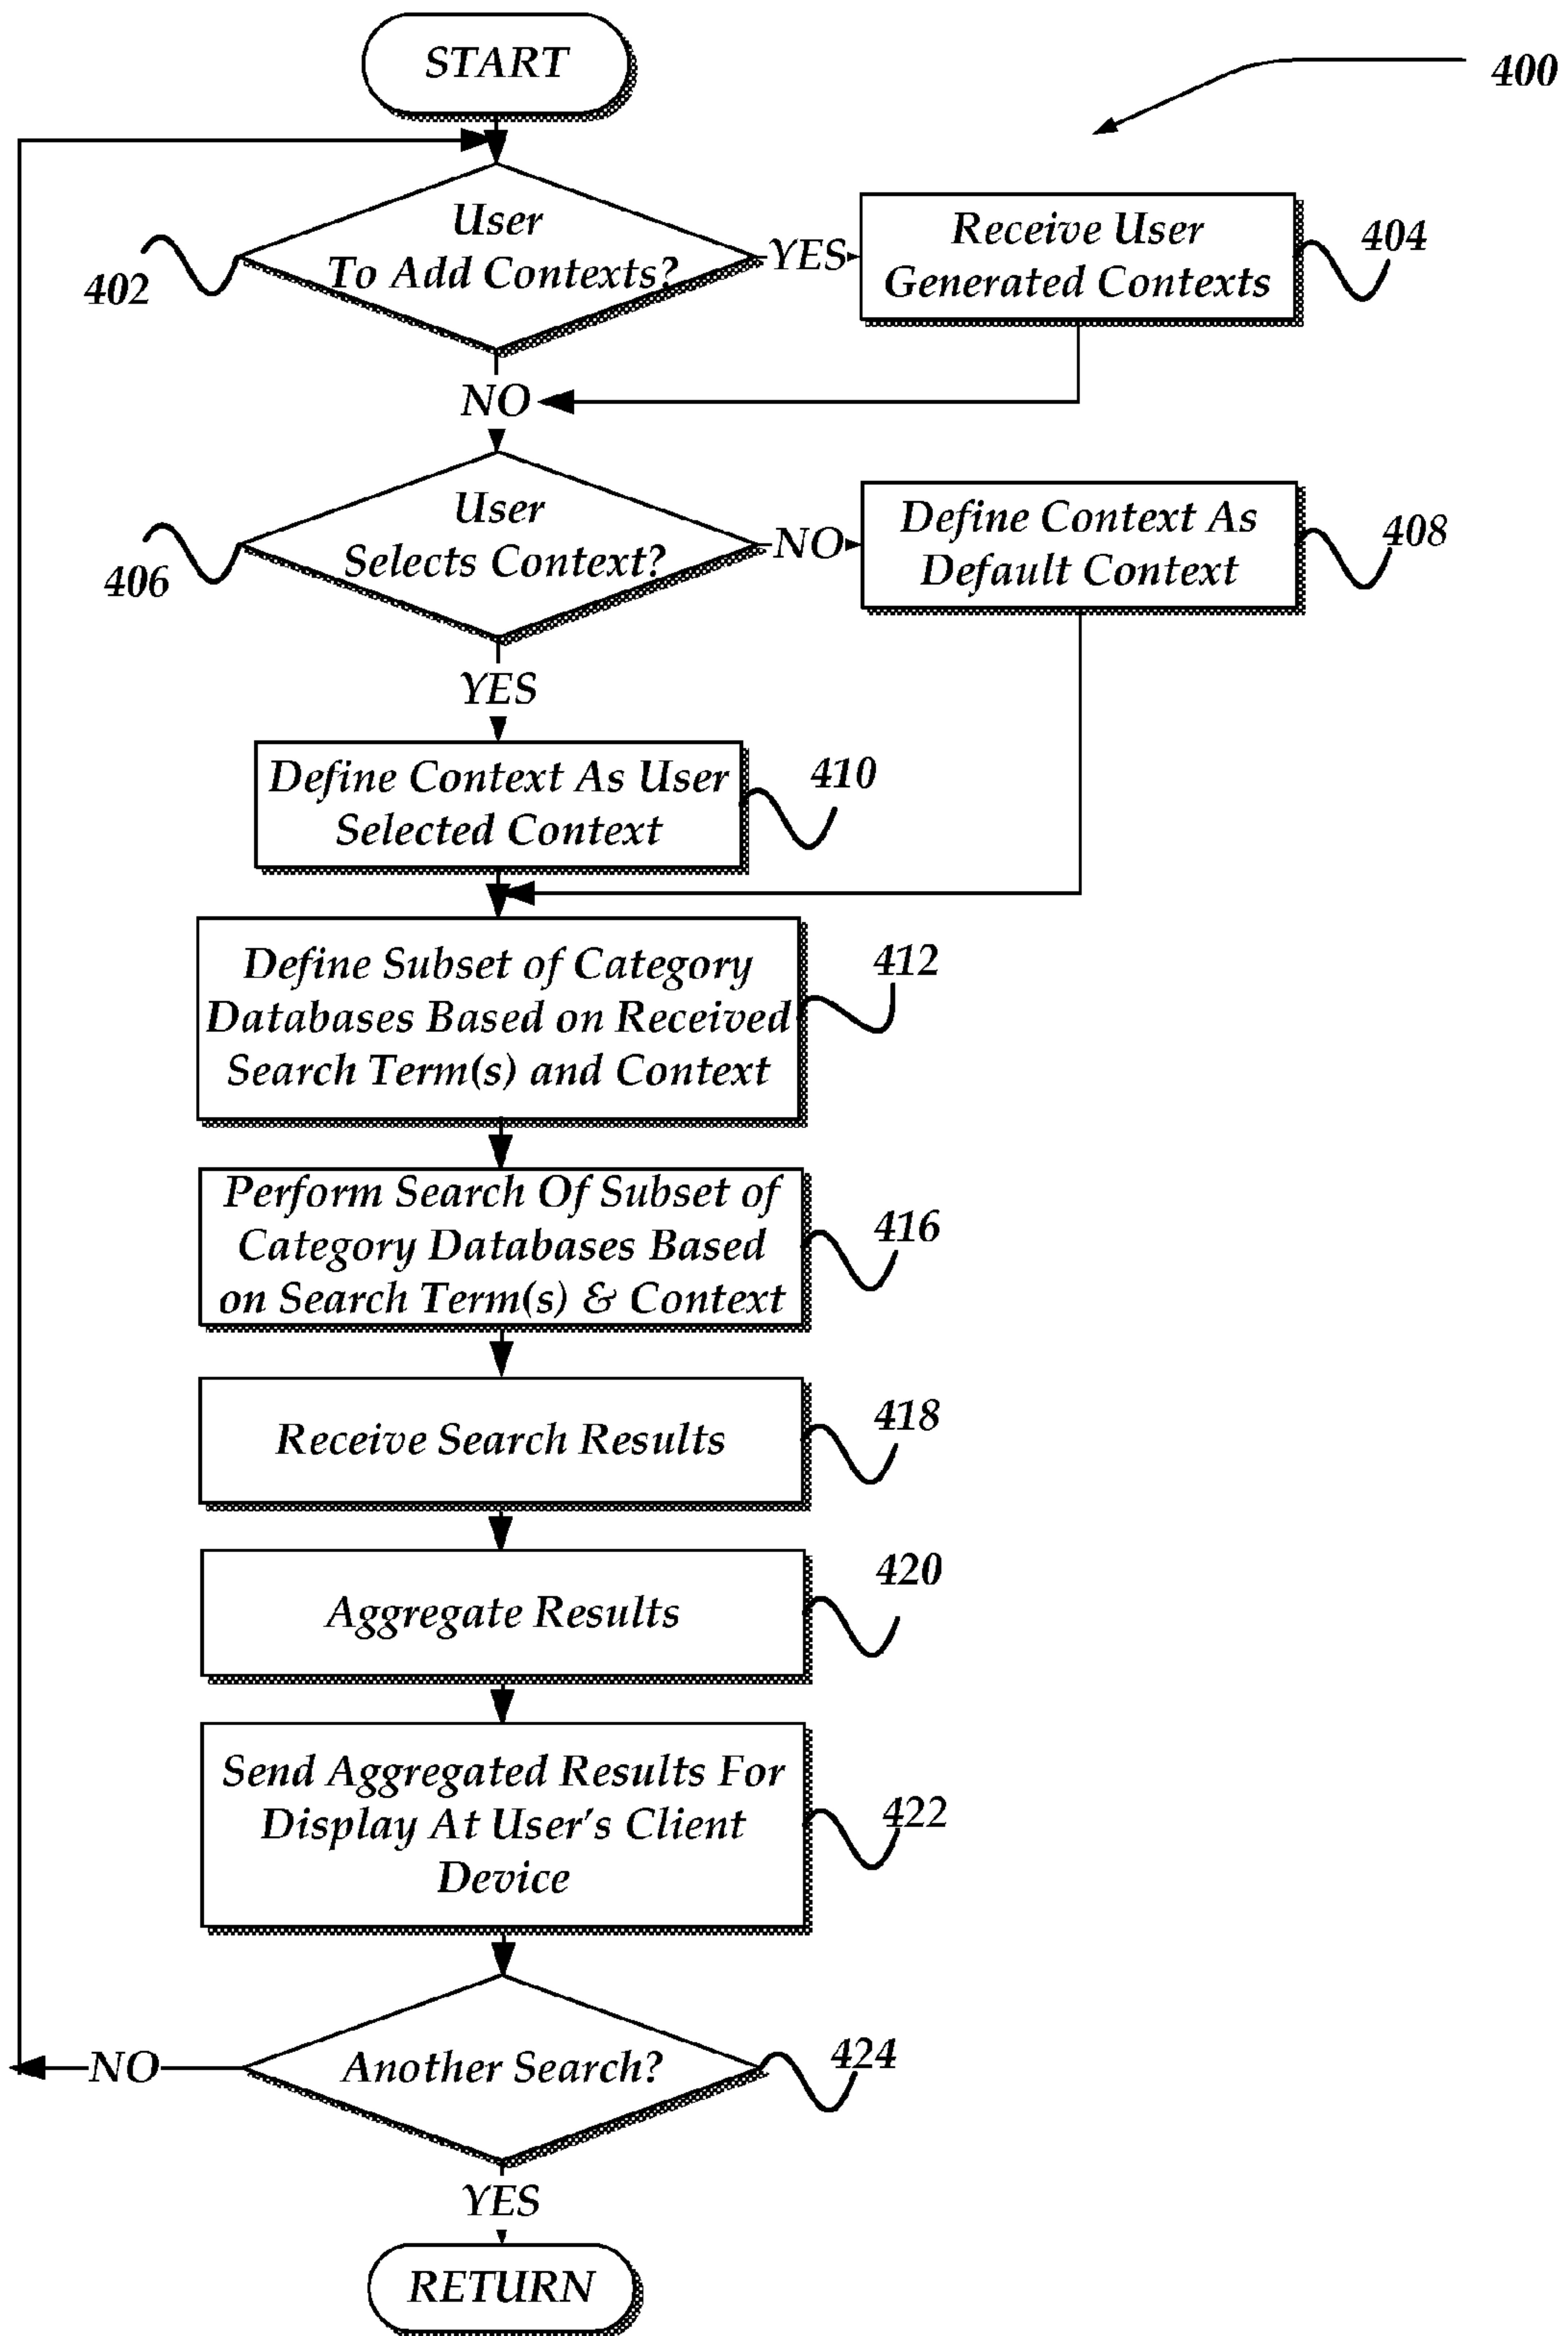 START
400
User
To Add Contexts?
402
YES
Receive User
Generated Contexts
404
NO
User
Selects Context?
406
NO
Define Context As
Default Context
408
YES
Define Context As User
Selected Context
410
Define Subset of Category
Databases Based on Received
Search Term(s) and Context
412
Perform Search Of Subset of
Category Databases Based
on Search Term(s) & Context
416
Receive Search Results
418
Aggregate Results
420
Send Aggregated Results For
Display At User's Client
Device
422
Another Search?
424
NO
YES
RETURN